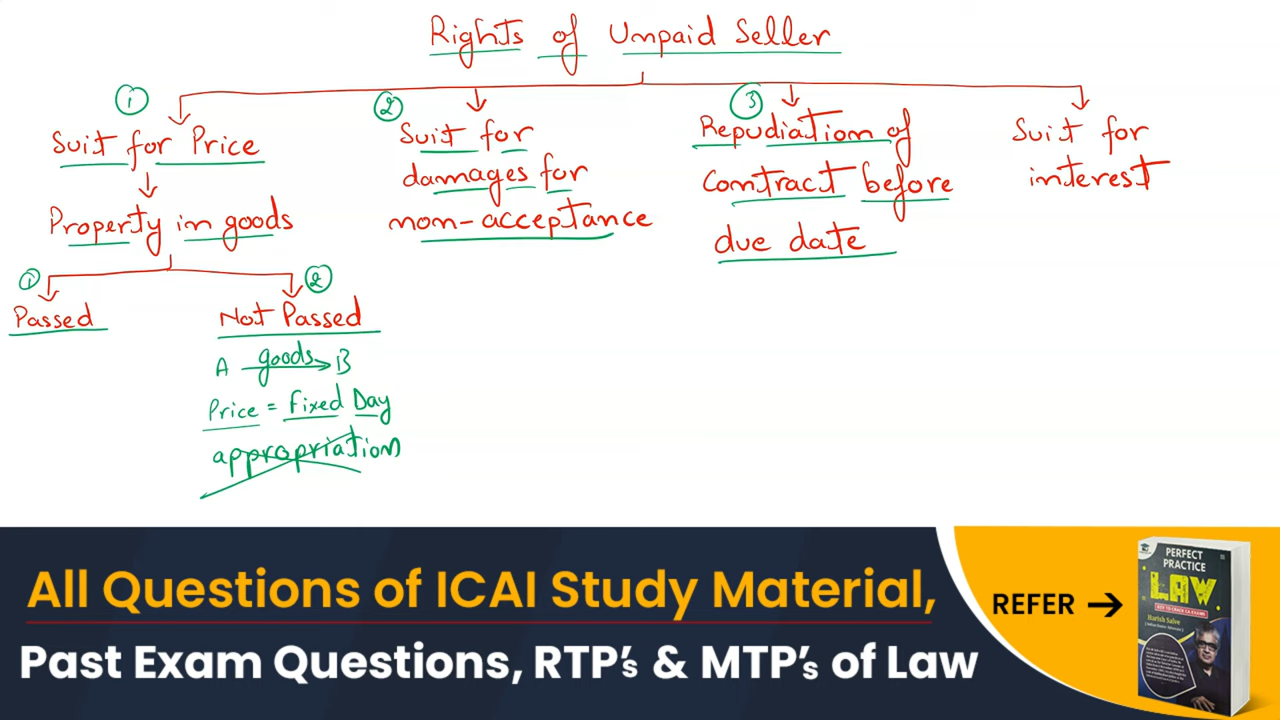 Rights of Unpaid Seller
①
Suit for Price
Property in goods
①
Passed
②
Not Passed
A goods B
Price = Fixed Day
appropriation
②
Suit for
damages for
non-acceptance
③
Repudiation of
contract before
due date
Suit for
interest
All Questions of ICAI Study Material,
Past Exam Questions, RTP's & MTP's of Law
REFER
PERFECT
PRACTICE
LAW
Harish Salve